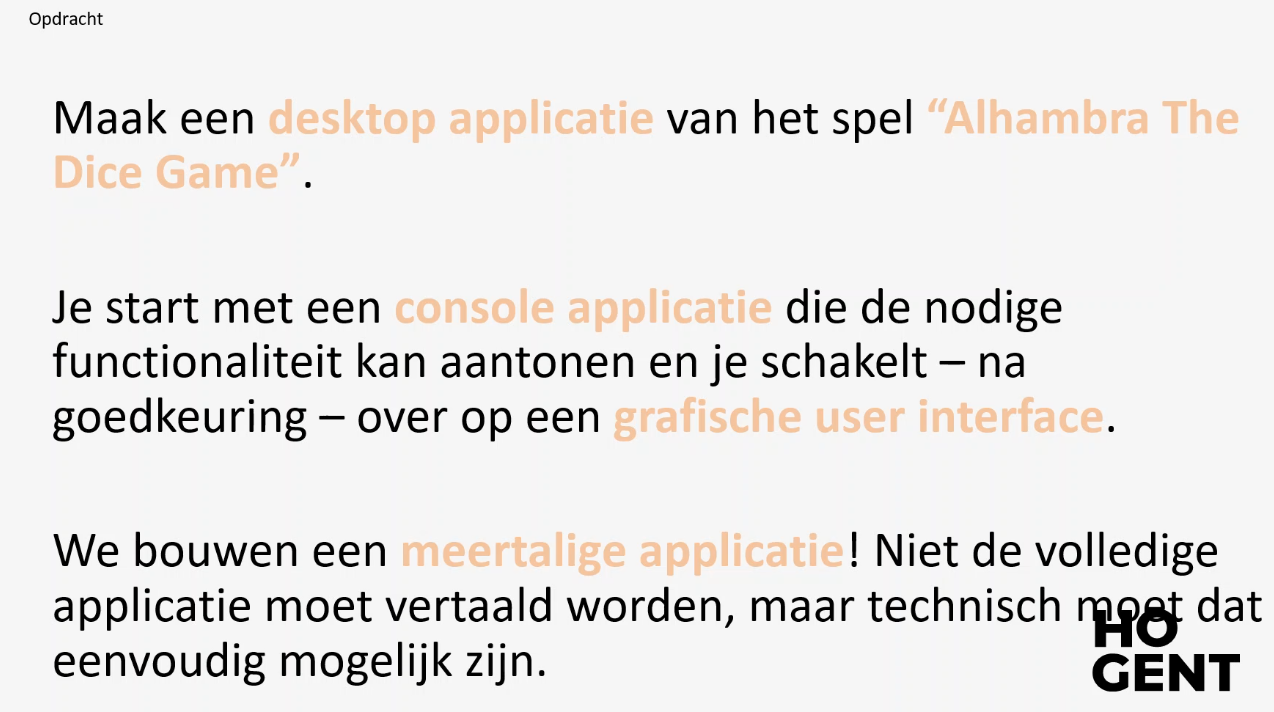 Opdracht
Maak een desktop applicatie van het spel “Alhambra The
Dice Game”.
Je start met een console applicatie die de nodige
functionaliteit kan aantonen en je schakelt – na
goedkeuring – over op een grafische user interface.
We bouwen een meertalige applicatie! Niet de volledige
applicatie moet vertaald worden, maar technisch moet dat
eenvoudig mogelijk zijn.
HO
GENT